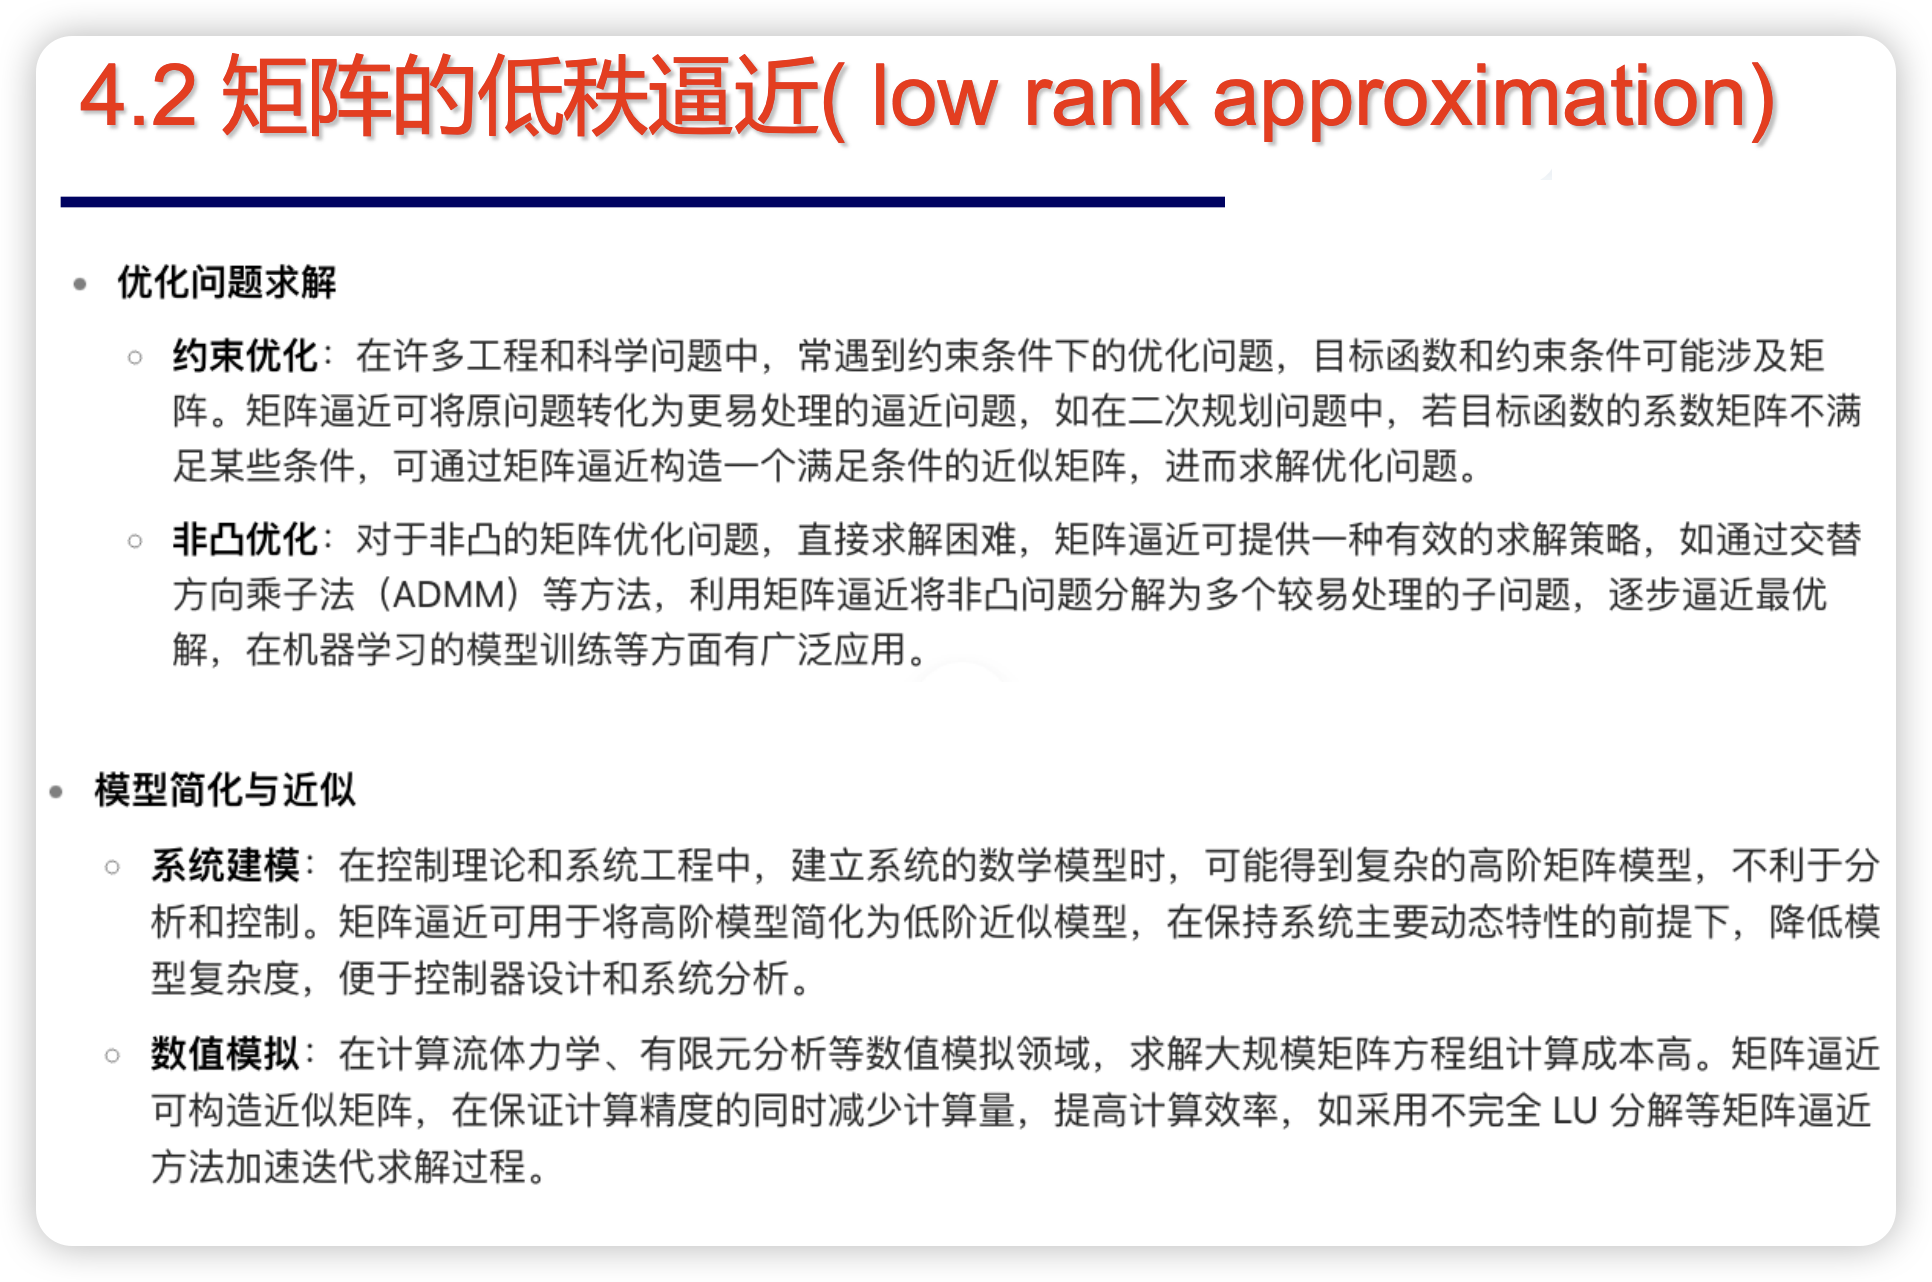 4.2 矩阵的低秩逼近( low rank approximation)
优化问题求解
约束优化：在许多工程和科学问题中，常遇到约束条件下的优化问题，目标函数和约束条件可能涉及矩
阵。矩阵逼近可将原问题转化为更易处理的逼近问题，如在二次规划问题中，若目标函数的系数矩阵不满
足某些条件，可通过矩阵逼近构造一个满足条件的近似矩阵，进而求解优化问题。
非凸优化：对于非凸的矩阵优化问题，直接求解困难，矩阵逼近可提供一种有效的求解策略，如通过交替
方向乘子法（ADMM）等方法，利用矩阵逼近将非凸问题分解为多个较易处理的子问题，逐步逼近最优
解，在机器学习的模型训练等方面有广泛应用。
模型简化与近似
系统建模：在控制理论和系统工程中，建立系统的数学模型时，可能得到复杂的高阶矩阵模型，不利于分
析和控制。矩阵逼近可用于将高阶模型简化为低阶近似模型，在保持系统主要动态特性的前提下，降低模
型复杂度，便于控制器设计和系统分析。
数值模拟：在计算流体力学、有限元分析等数值模拟领域，求解大规模矩阵方程组计算成本高。矩阵逼近
可构造近似矩阵，在保证计算精度的同时减少计算量，提高计算效率，如采用不完全 LU 分解等矩阵逼近
方法加速迭代求解过程。